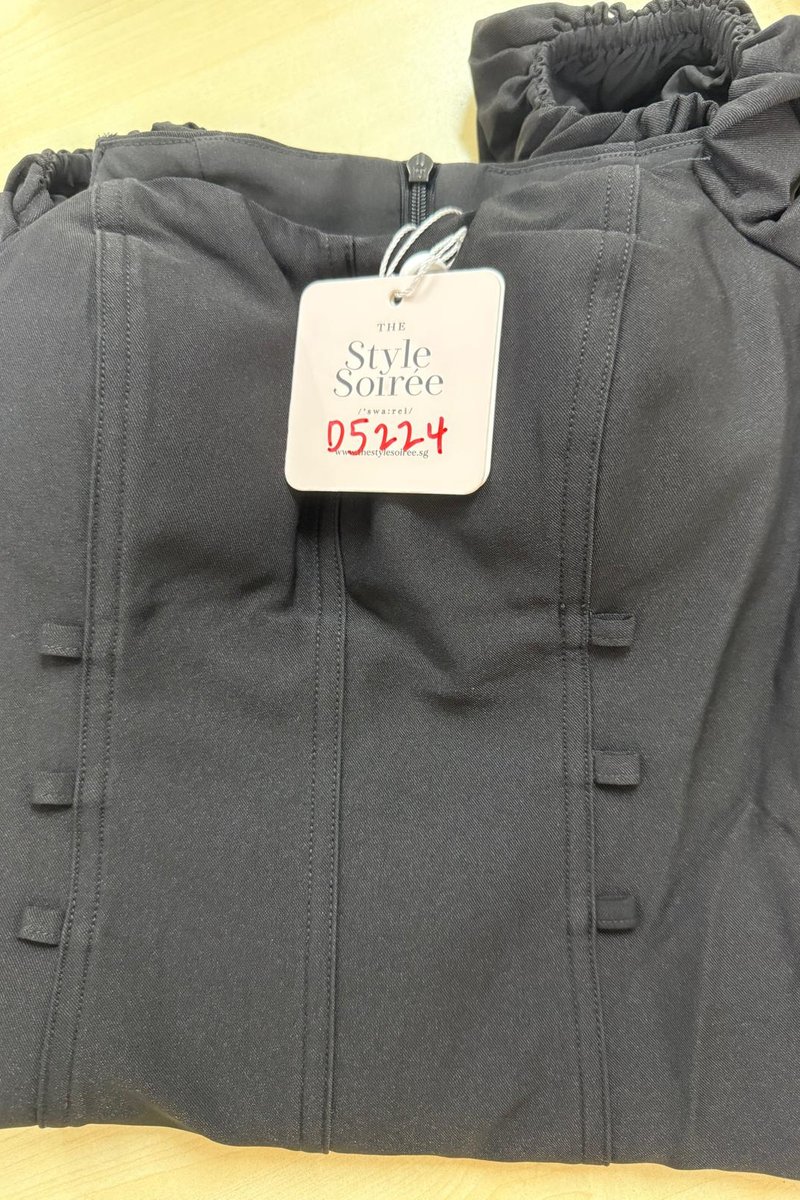 THE
Style
Soirée
/'swa:rei/
D5224
www.thestylesoiree.sg